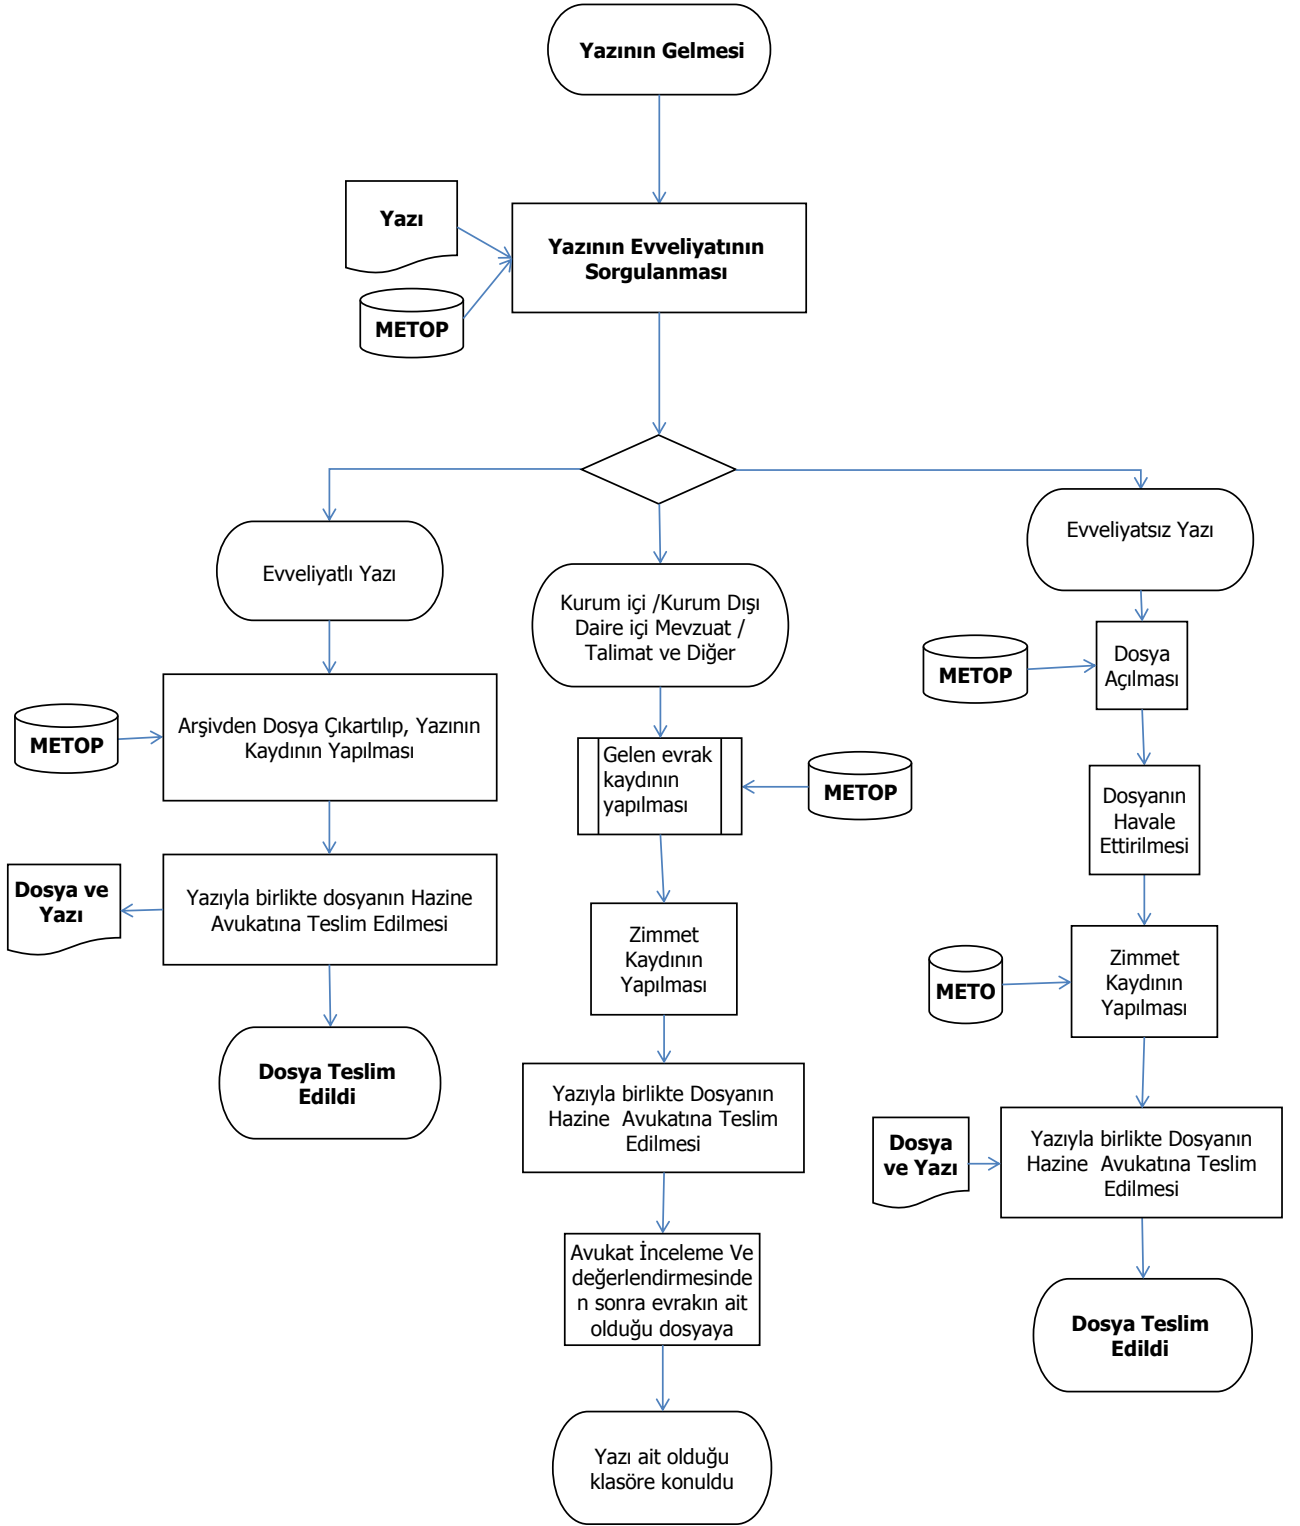 Yazının Gelmesi
Yazı
Yazının Evveliyatının
Sorgulanması
METOP
Evveliyatlı Yazı
Kurum içi /Kurum Dışı
Daire içi Mevzuat /
Talimat ve Diğer
Evveliyatsız Yazı
METOP
Arşivden Dosya Çıkartılıp, Yazının
Kaydının Yapılması
Dosya ve
Yazı
Yazıyla birlikte dosyanın Hazine
Avukatına Teslim Edilmesi
Dosya Teslim
Edildi
Gelen evrak
kaydının
yapılması
METOP
Zimmet
Kaydının
Yapılması
Yazıyla birlikte Dosyanın
Hazine  Avukatına Teslim
Edilmesi
Avukat İnceleme Ve
değerlendirmesinde
n sonra evrakın ait
olduğu dosyaya
Yazı ait olduğu
klasöre konuldu
METOP
Dosya
Açılması
Dosyanın
Havale
Ettirilmesi
METO
Zimmet
Kaydının
Yapılması
Dosya
ve Yazı
Yazıyla birlikte Dosyanın
Hazine  Avukatına Teslim
Edilmesi
Dosya Teslim
Edildi